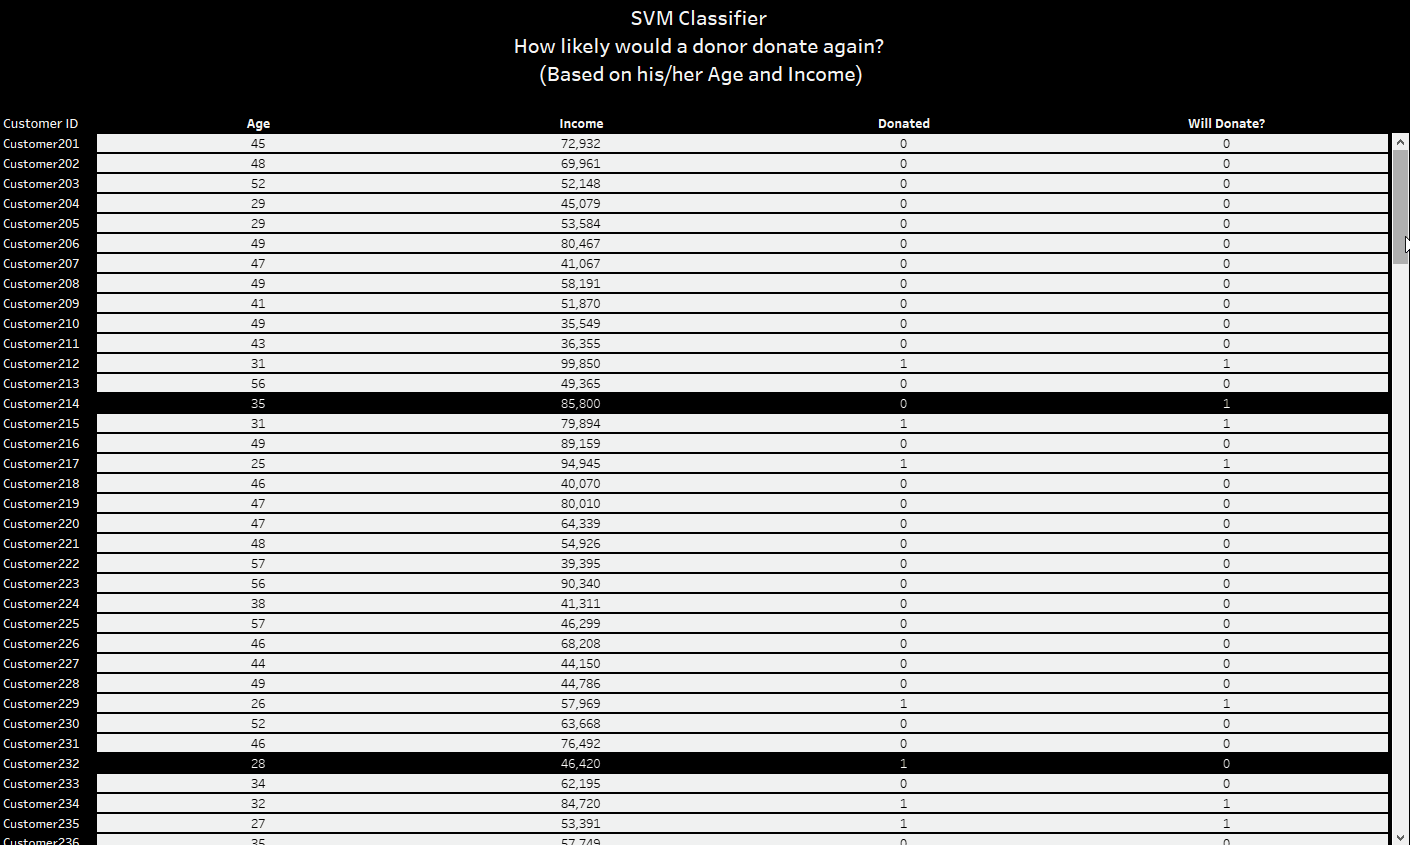 SVM Classifier
How likely would a donor donate again?
(Based on his/her Age and Income)
Customer ID Age Income Donated Will Donate?
Customer201 45 72,932 0 0
Customer202 48 69,961 0 0
Customer203 52 52,148 0 0
Customer204 29 45,079 0 0
Customer205 29 53,584 0 0
Customer206 49 80,467 0 0
Customer207 47 41,067 0 0
Customer208 49 58,191 0 0
Customer209 41 51,870 0 0
Customer210 49 35,549 0 0
Customer211 43 36,355 0 0
Customer212 31 99,850 1 1
Customer213 56 49,365 0 0
Customer214 35 85,800 0 1
Customer215 31 79,894 1 1
Customer216 49 89,159 0 0
Customer217 25 94,945 1 1
Customer218 46 40,070 0 0
Customer219 47 80,010 0 0
Customer220 47 64,339 0 0
Customer221 48 54,926 0 0
Customer222 57 39,395 0 0
Customer223 56 90,340 0 0
Customer224 38 41,311 0 0
Customer225 57 46,299 0 0
Customer226 46 68,208 0 0
Customer227 44 44,150 0 0
Customer228 49 44,786 0 0
Customer229 26 57,969 1 1
Customer230 52 63,668 0 0
Customer231 46 76,492 0 0
Customer232 28 46,420 1 0
Customer233 34 62,195 0 0
Customer234 32 84,720 1 1
Customer235 27 53,391 1 1
Customer236 35 57,749 0 0